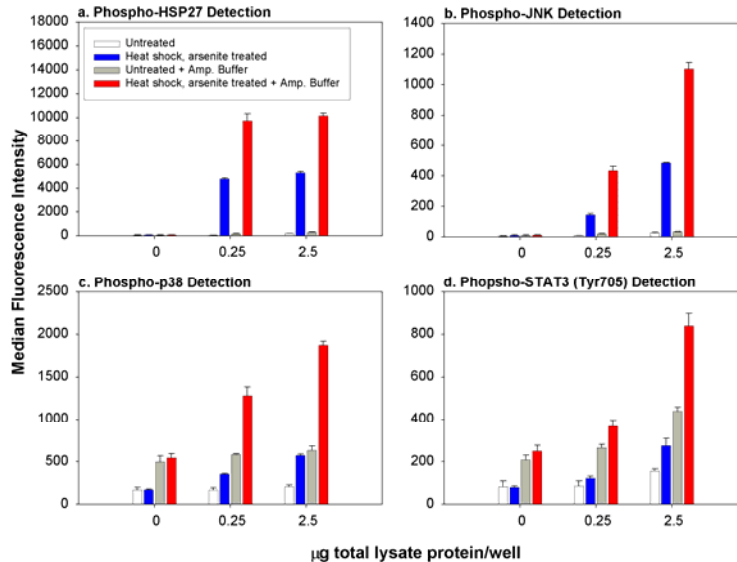 a. Phospho-HSP27 Detection
18000
16000
14000
12000
10000
8000
6000
4000
2000
0
Untreated
Heat shock, arsenite treated
Untreated + Amp. Buffer
Heat shock, arsenite treated + Amp. Buffer
0 0.25 2.5
b. Phospho-JNK Detection
1400
1200
1000
800
600
400
200
0
0 0.25 2.5
c. Phospho-p38 Detection
2500
2000
1500
1000
500
0
0 0.25 2.5
d. Phopsho-STAT3 (Tyr705) Detection
1000
800
600
400
200
0
0 0.25 2.5
Median Fluorescence Intensity
µg total lysate protein/well